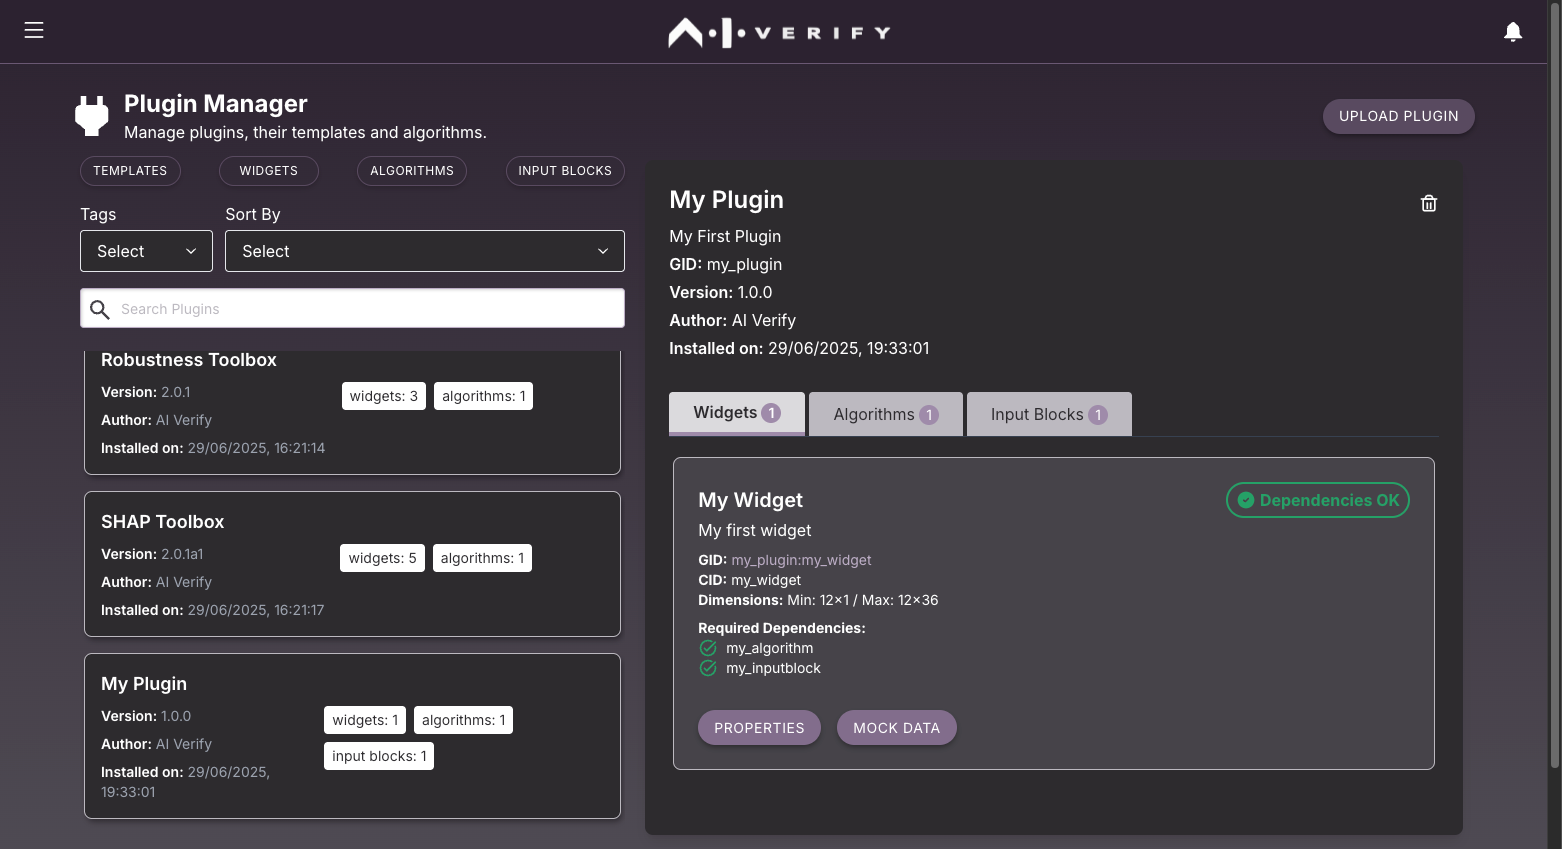 AI VERIFY
Plugin Manager
Manage plugins, their templates and algorithms.
UPLOAD PLUGIN
TEMPLATES
WIDGETS
ALGORITHMS
INPUT BLOCKS
Tags
Sort By
Select
Select
Search Plugins
Robustness Toolbox
Version: 2.0.1
Author: AI Verify
Installed on: 29/06/2025, 16:21:14
widgets: 3
algorithms: 1
SHAP Toolbox
Version: 2.0.1a1
Author: AI Verify
Installed on: 29/06/2025, 16:21:17
widgets: 5
algorithms: 1
My Plugin
Version: 1.0.0
Author: AI Verify
Installed on: 29/06/2025,
19:33:01
widgets: 1
algorithms: 1
input blocks: 1
My Plugin
My First Plugin
GID: my_plugin
Version: 1.0.0
Author: AI Verify
Installed on: 29/06/2025, 19:33:01
Widgets 1
Algorithms 1
Input Blocks 1
My Widget
Dependencies OK
My first widget
GID: my_plugin:my_widget
CID: my_widget
Dimensions: Min: 12×1 / Max: 12×36
Required Dependencies:
my_algorithm
my_inputblock
PROPERTIES
MOCK DATA